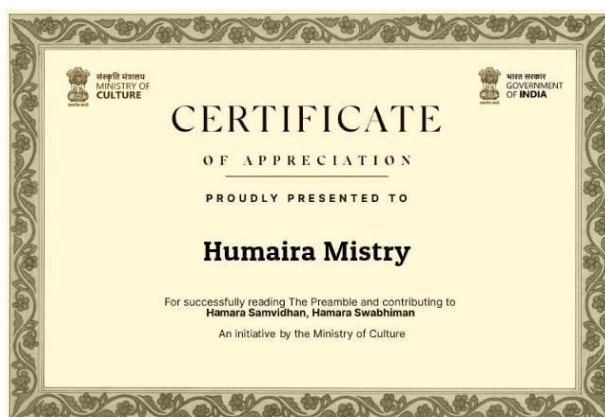 संस्कृति मंत्रालय
MINISTRY OF
CULTURE
भारत सरकार
GOVERNMENT
OF INDIA
CERTIFICATE
OF APPRECIATION
PROUDLY PRESENTED TO
Humaira Mistry
For successfully reading The Preamble and contributing to
Hamara Samvidhan, Hamara Swabhiman
An initiative by the Ministry of Culture